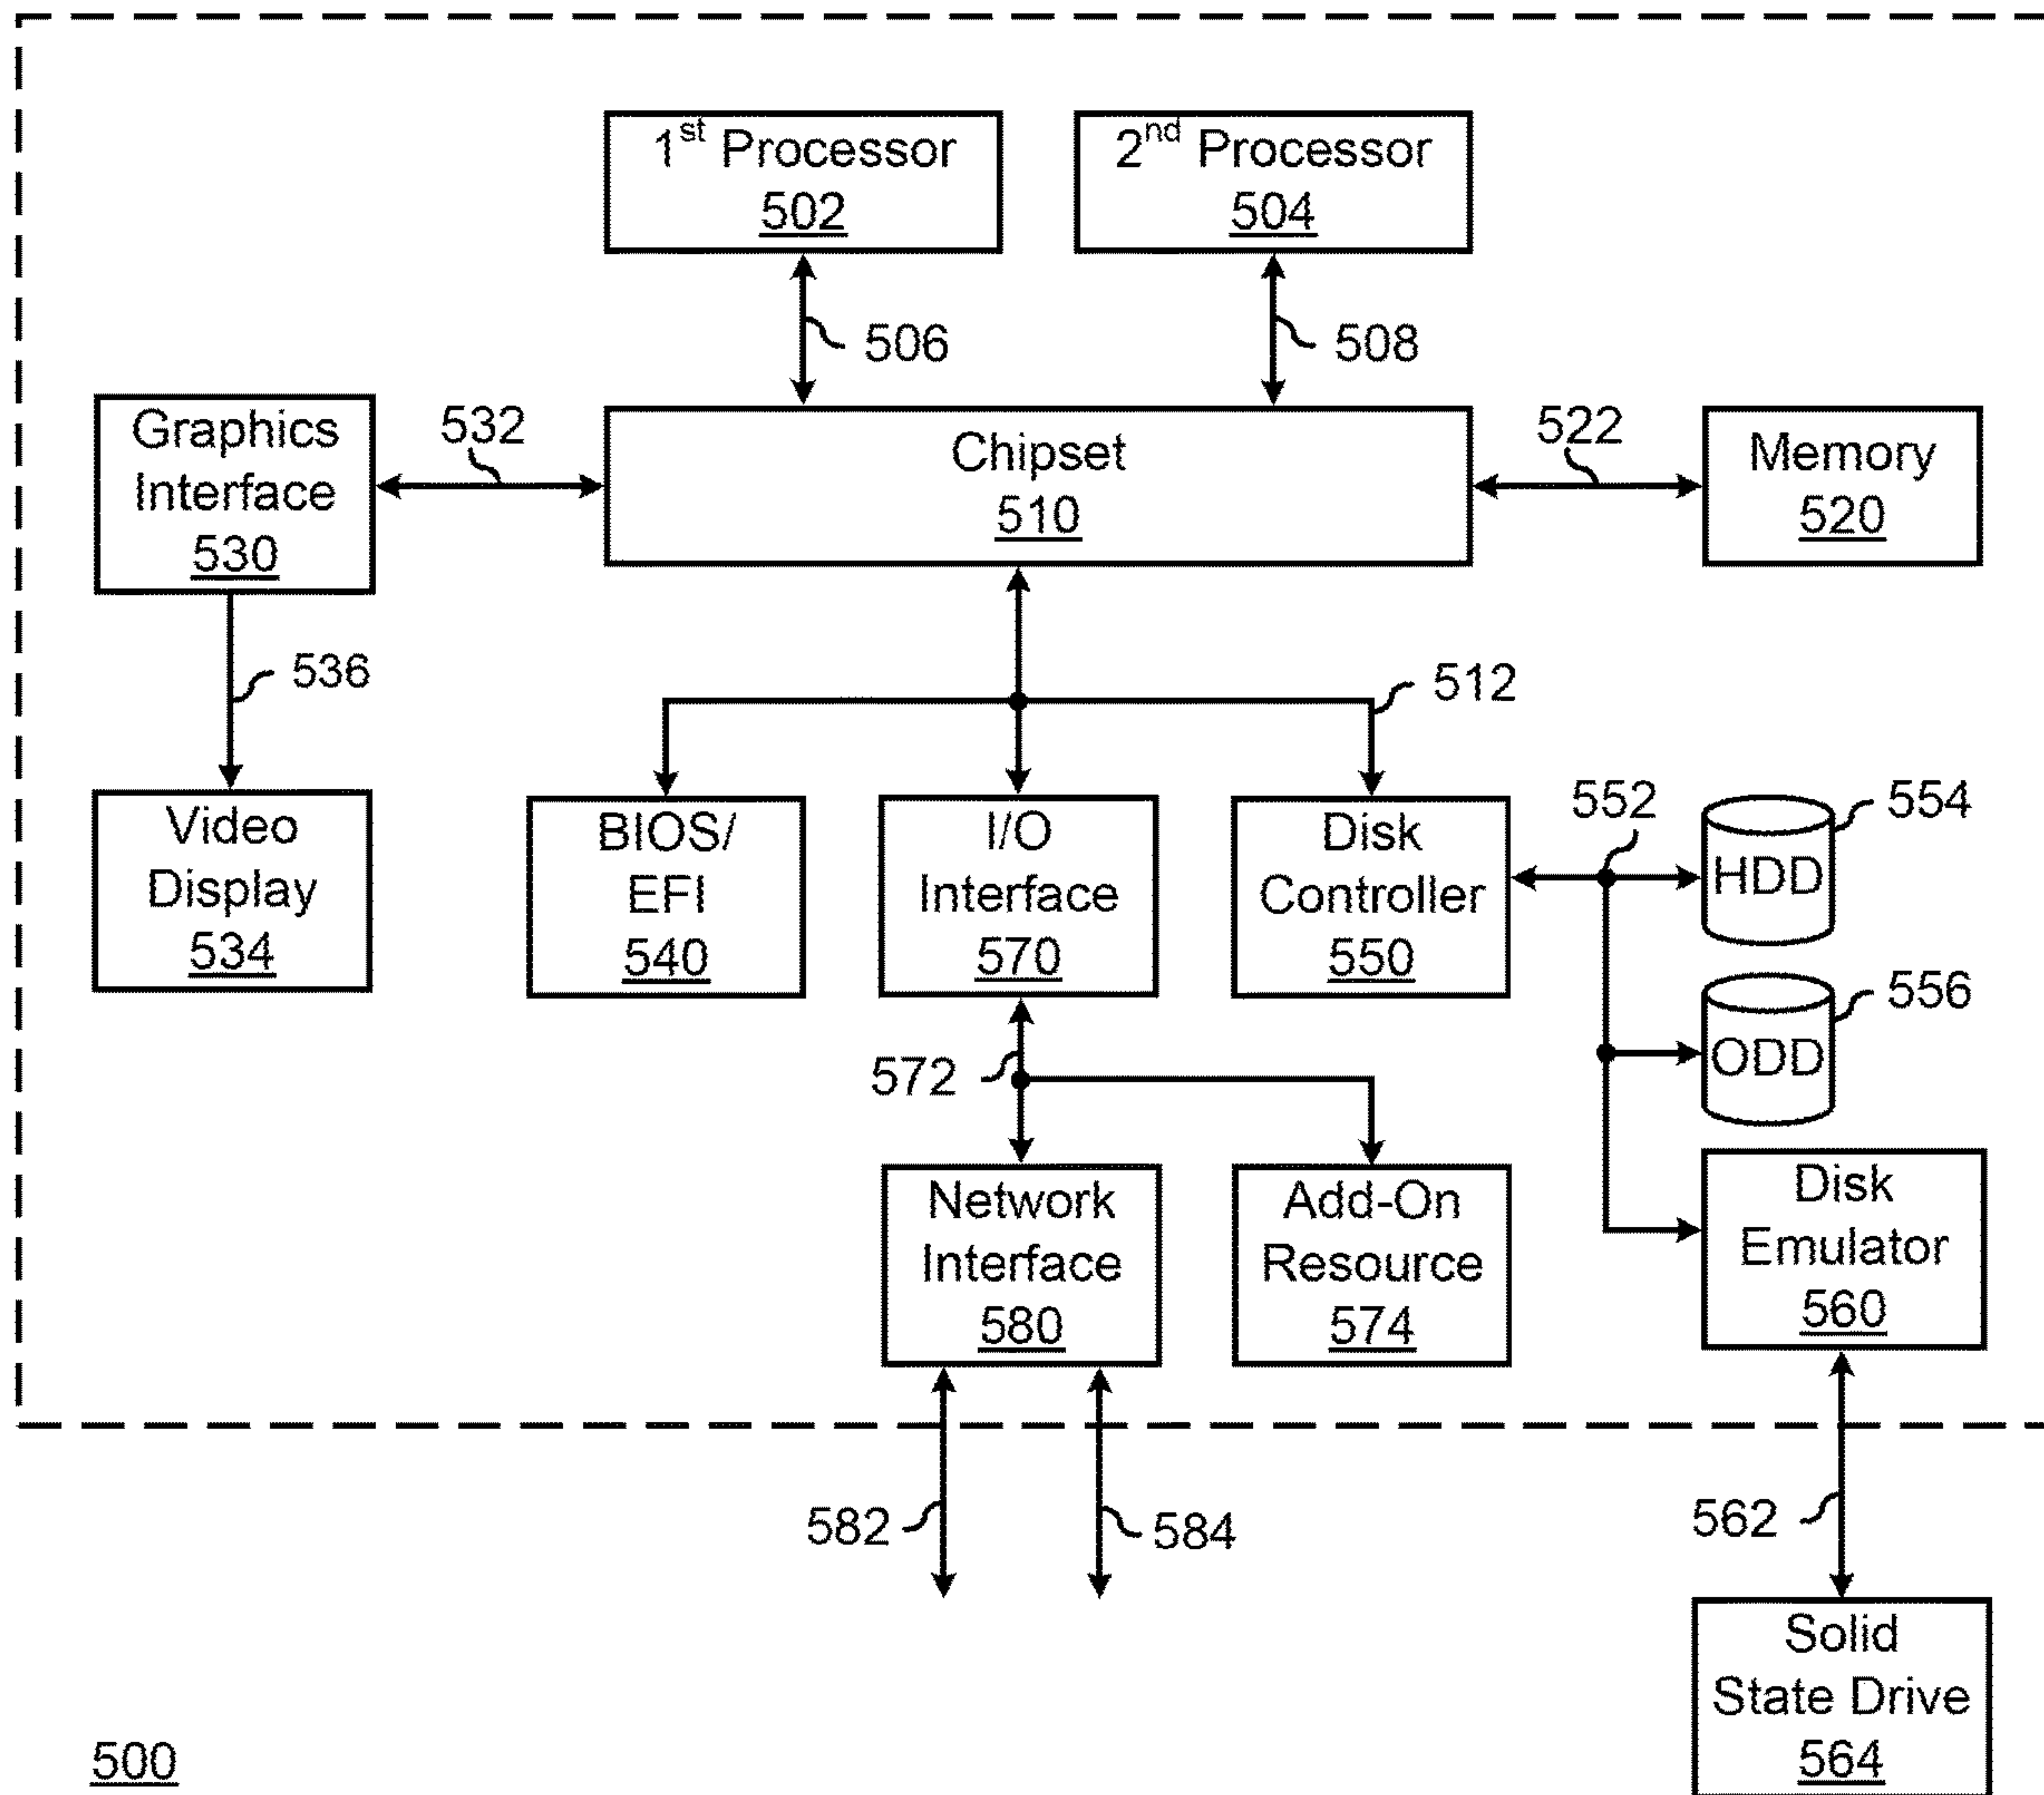 1st Processor
502
2nd Processor
504
506
508
Graphics
Interface
530
532
Chipset
510
522
Memory
520
536
512
Video
Display
534
BIOS/
EFI
540
I/O
Interface
570
Disk
Controller
550
552
HDD
554
ODD
556
572
Network
Interface
580
Add-On
Resource
574
Disk
Emulator
560
582
584
562
Solid
State Drive
564
500